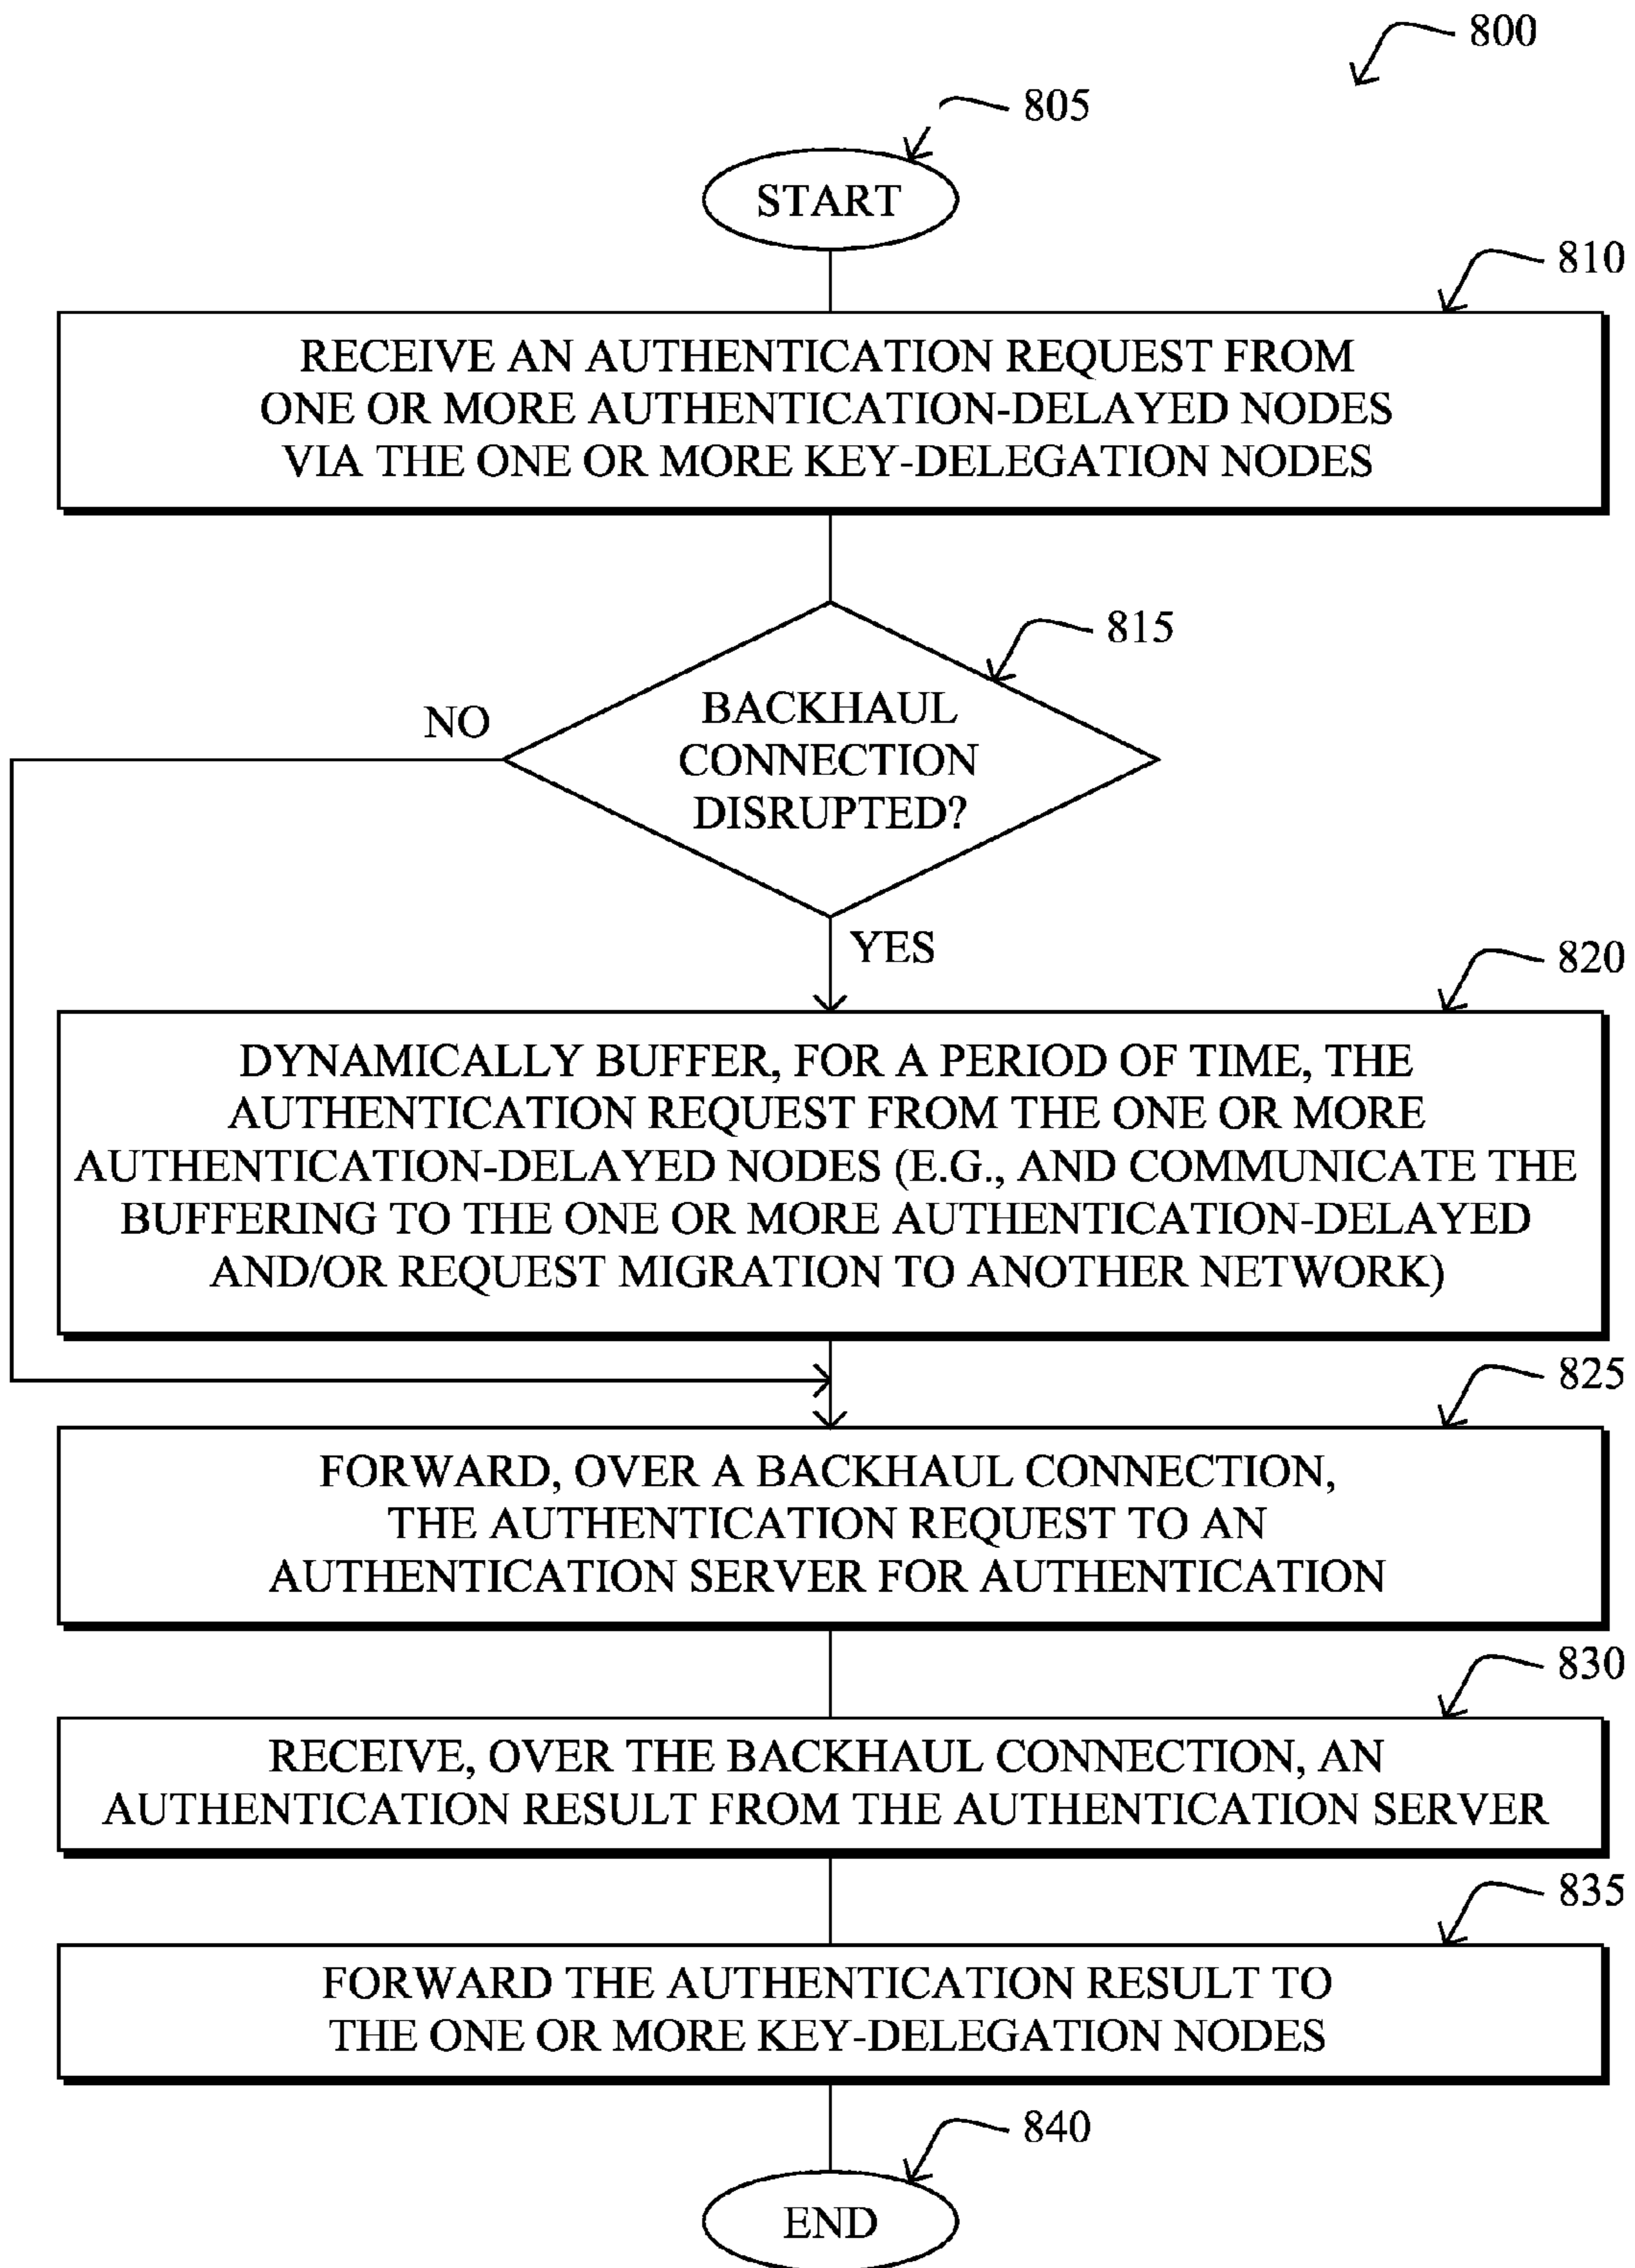 800
805
START
810
RECEIVE AN AUTHENTICATION REQUEST FROM
ONE OR MORE AUTHENTICATION-DELAYED NODES
VIA THE ONE OR MORE KEY-DELEGATION NODES
815
NO
BACKHAUL
CONNECTION
DISRUPTED?
YES
820
DYNAMICALLY BUFFER, FOR A PERIOD OF TIME, THE
AUTHENTICATION REQUEST FROM THE ONE OR MORE
AUTHENTICATION-DELAYED NODES (E.G., AND COMMUNICATE THE
BUFFERING TO THE ONE OR MORE AUTHENTICATION-DELAYED
AND/OR REQUEST MIGRATION TO ANOTHER NETWORK)
825
FORWARD, OVER A BACKHAUL CONNECTION,
THE AUTHENTICATION REQUEST TO AN
AUTHENTICATION SERVER FOR AUTHENTICATION
830
RECEIVE, OVER THE BACKHAUL CONNECTION, AN
AUTHENTICATION RESULT FROM THE AUTHENTICATION SERVER
835
FORWARD THE AUTHENTICATION RESULT TO
THE ONE OR MORE KEY-DELEGATION NODES
840
END